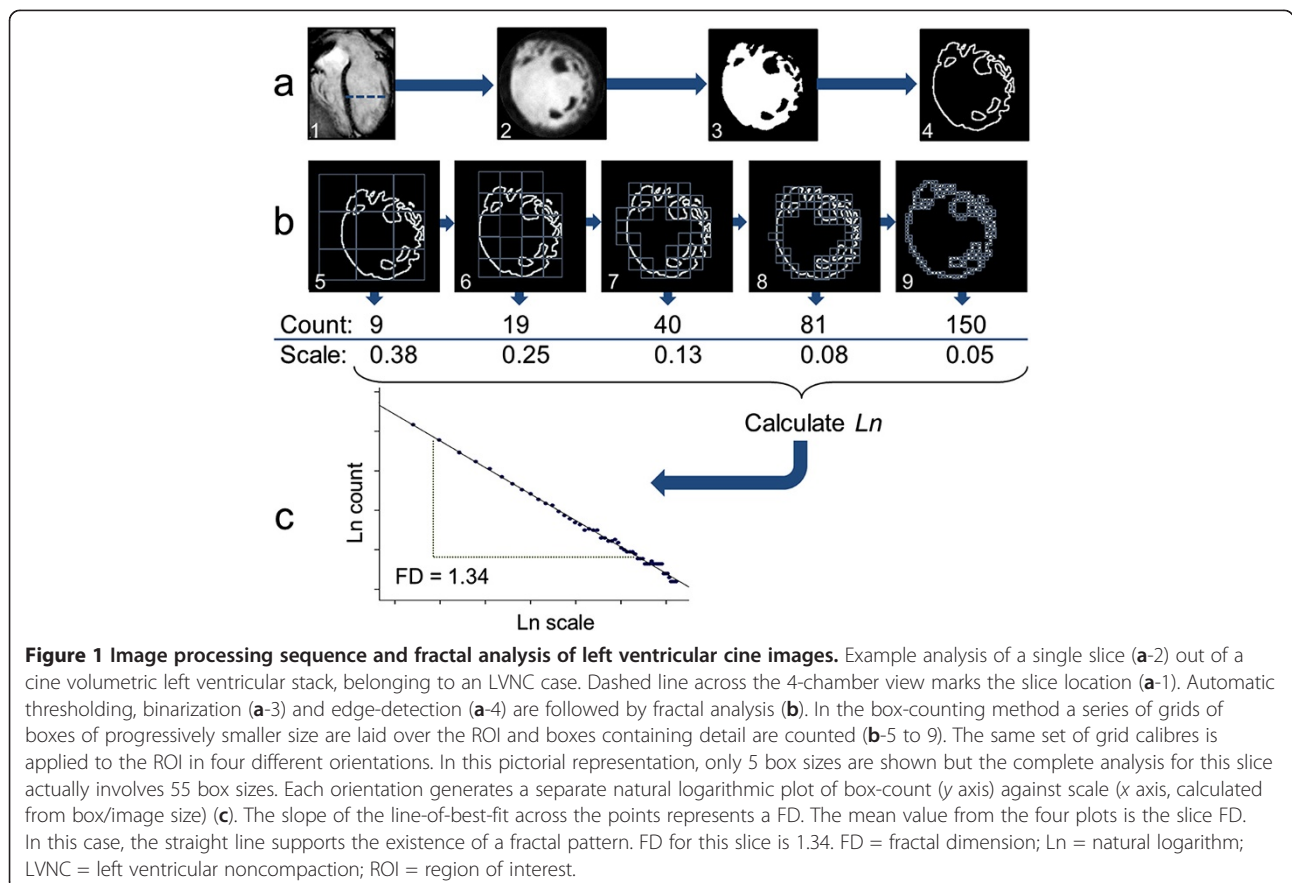 a
1
2
3
4
b
5
6
7
8
9
Count: 9 19 40 81 150
Scale: 0.38 0.25 0.13 0.08 0.05
Calculate Ln
c
Ln count
FD = 1.34
Ln scale
Figure 1 Image processing sequence and fractal analysis of left ventricular cine images. Example analysis of a single slice (a-2) out of a
cine volumetric left ventricular stack, belonging to an LVNC case. Dashed line across the 4-chamber view marks the slice location (a-1). Automatic
thresholding, binarization (a-3) and edge-detection (a-4) are followed by fractal analysis (b). In the box-counting method a series of grids of
boxes of progressively smaller size are laid over the ROI and boxes containing detail are counted (b-5 to 9). The same set of grid calibres is
applied to the ROI in four different orientations. In this pictorial representation, only 5 box sizes are shown but the complete analysis for this slice
actually involves 55 box sizes. Each orientation generates a separate natural logarithmic plot of box-count (y axis) against scale (x axis, calculated
from box/image size) (c). The slope of the line-of-best-fit across the points represents a FD. The mean value from the four plots is the slice FD.
In this case, the straight line supports the existence of a fractal pattern. FD for this slice is 1.34. FD = fractal dimension; Ln = natural logarithm;
LVNC = left ventricular noncompaction; ROI = region of interest.